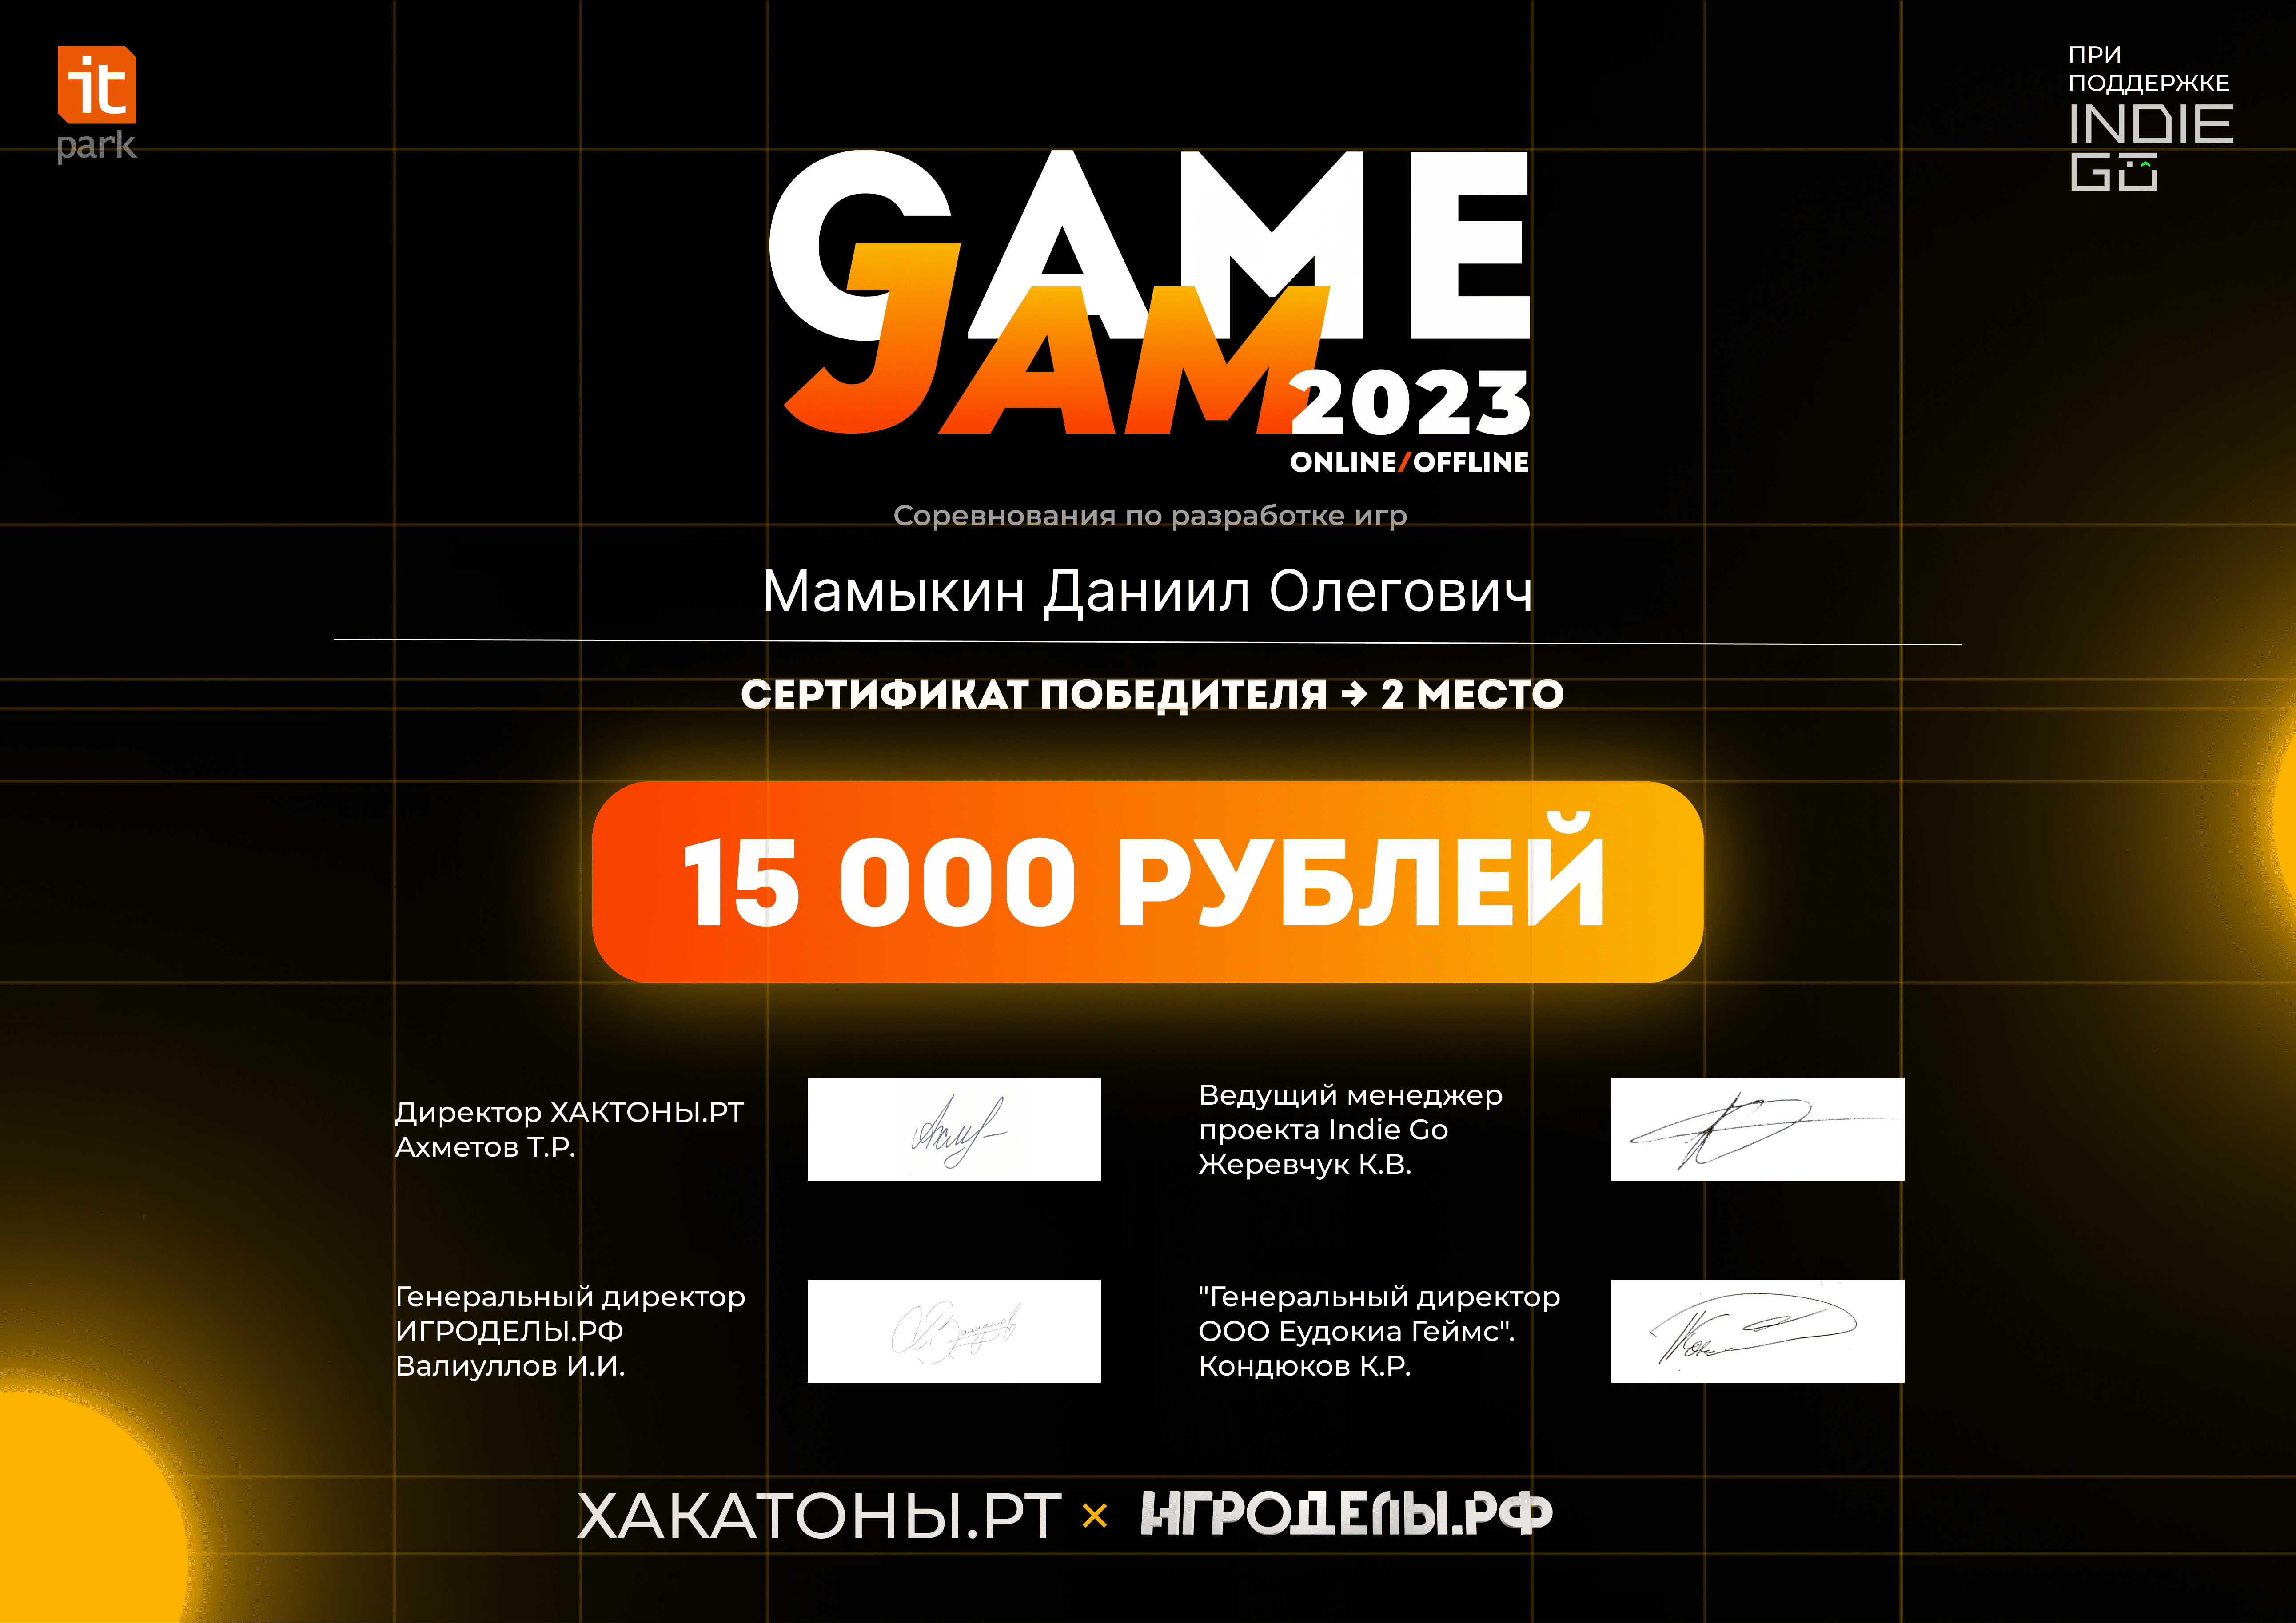 it
park
ПРИ
ПОДДЕРЖКЕ
INDIE
GO
GAME
JAM
2023
ONLINE/OFFLINE
Соревнования по разработке игр
Мамыкин Даниил Олегович
СЕРТИФИКАТ ПОБЕДИТЕЛЯ → 2 МЕСТО
15 000 РУБЛЕЙ
Директор ХАКТОНЫ.РТ
Ахметов Т.Р.
Ведущий менеджер
проекта Indie Go
Жеревчук К.В.
Генеральный директор
ИГРОДЕЛЫ.РФ
Валиуллов И.И.
"Генеральный директор
ООО Еудокиа Геймс".
Кондюков К.Р.
ХАКАТОНЫ.РТ × ИГРОДЕЛЫ.РФ